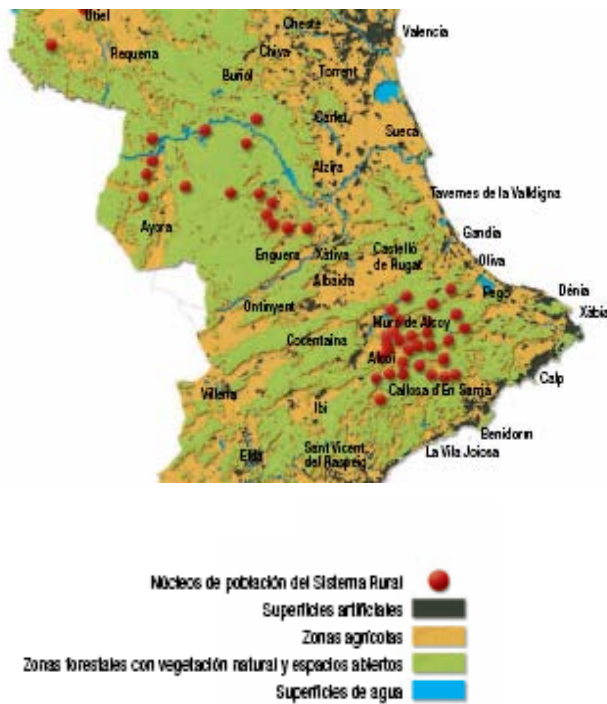 Utiel
Cheste
Valencia
Requena
Chiva
Torrent
Buñol
Carlet
Sueca
Alzira
Tavernes de la Valldigna
Ayora
Gandia
Enguera
Xàtiva
Castelló
de Rugat
Oliva
Albaida
Pego
Dénia
Ontinyent
Xàbia
Muro de Alcoy
Cocentaina
Alcoi
Calp
Villena
Callosa d'En Sarrià
Ibi
Benidorm
Elda
Sant Vicent
del Raspeig
La Vila Joiosa
Núcleos de población del Sistema Rural
Superficies artificiales
Zonas agrícolas
Zonas forestales con vegetación natural y espacios abiertos
Superficies de agua